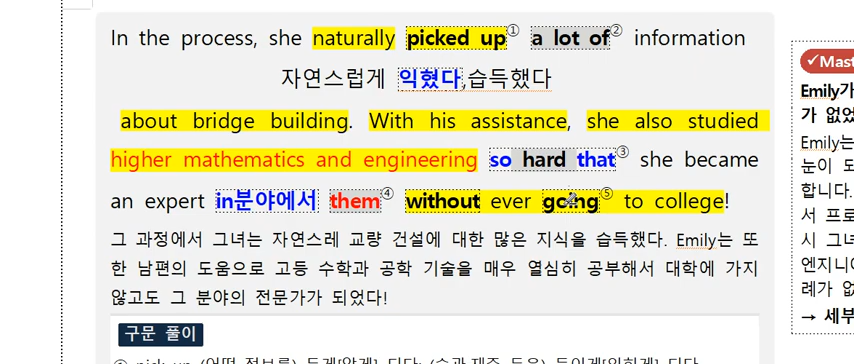 In the process, she naturally picked up① a lot of② information
자연스럽게 익혔다,습득했다
about bridge building. With his assistance, she also studied
higher mathematics and engineering so hard that③ she became
an expert in분야에서 them④ without ever going⑤ to college!
그 과정에서 그녀는 자연스레 교량 건설에 대한 많은 지식을 습득했다. Emily는 또
한 남편의 도움으로 고등 수학과 공학 기술을 매우 열심히 공부해서 대학에 가지
않고도 그 분야의 전문가가 되었다!
구문 풀이
✓Mast
Emily가
가 없었
Emily는
눈이 되
합니다.
서 프로
시 그녀
엔지니어
례가 없
→ 세부